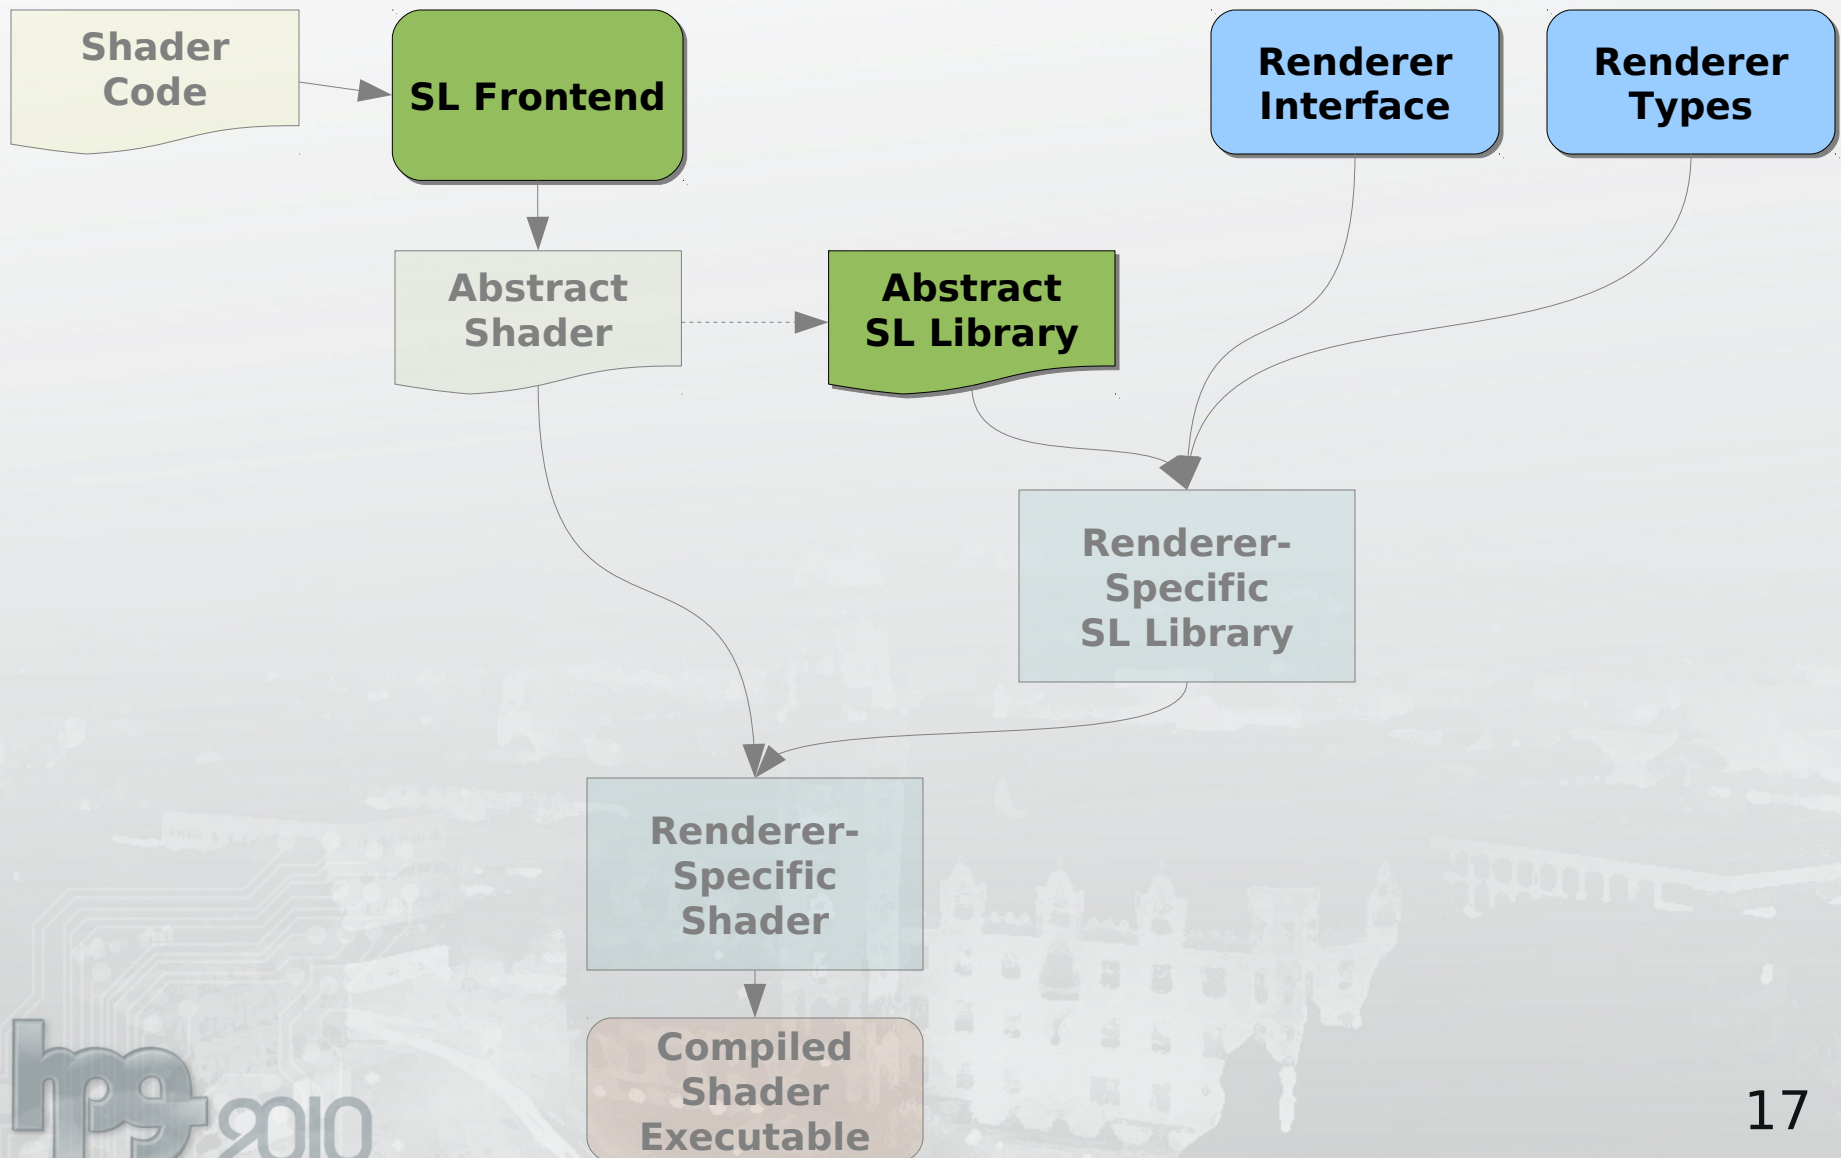 Shader
Code
SL Frontend
Renderer
Interface
Renderer
Types
Abstract
Shader
Abstract
SL Library
Renderer-
Specific
SL Library
Renderer-
Specific
Shader
Compiled
Shader
Executable
hpg
2010
17